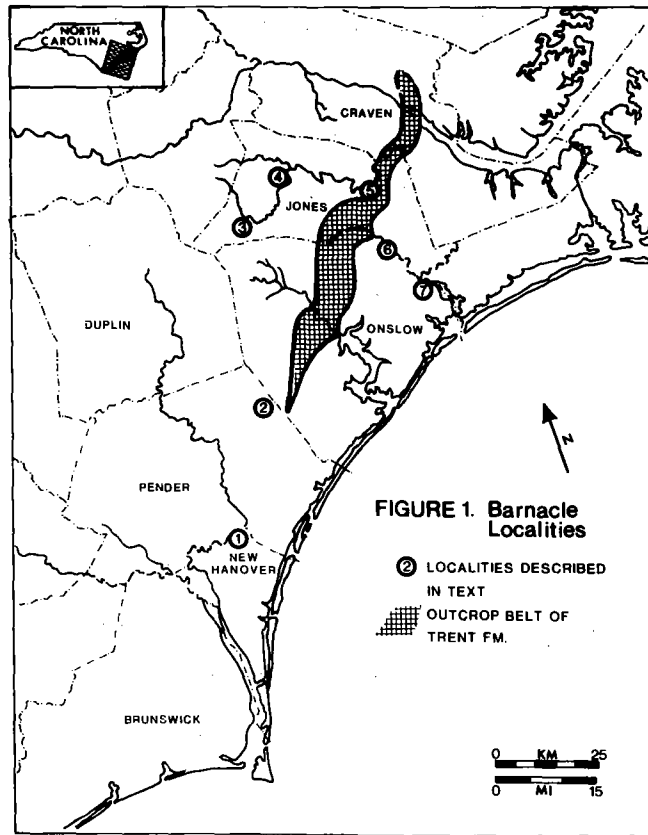 NORTH
CAROLINA
CRAVEN
4
5
JONES
3
6
7
DUPLIN
ONSLOW
2
N
PENDER
FIGURE 1. Barnacle
Localities
1
NEW
HANOVER
2 LOCALITIES DESCRIBED
IN TEXT
OUTCROP BELT OF
TRENT FM.
BRUNSWICK
0 KM 25
0 MI 15